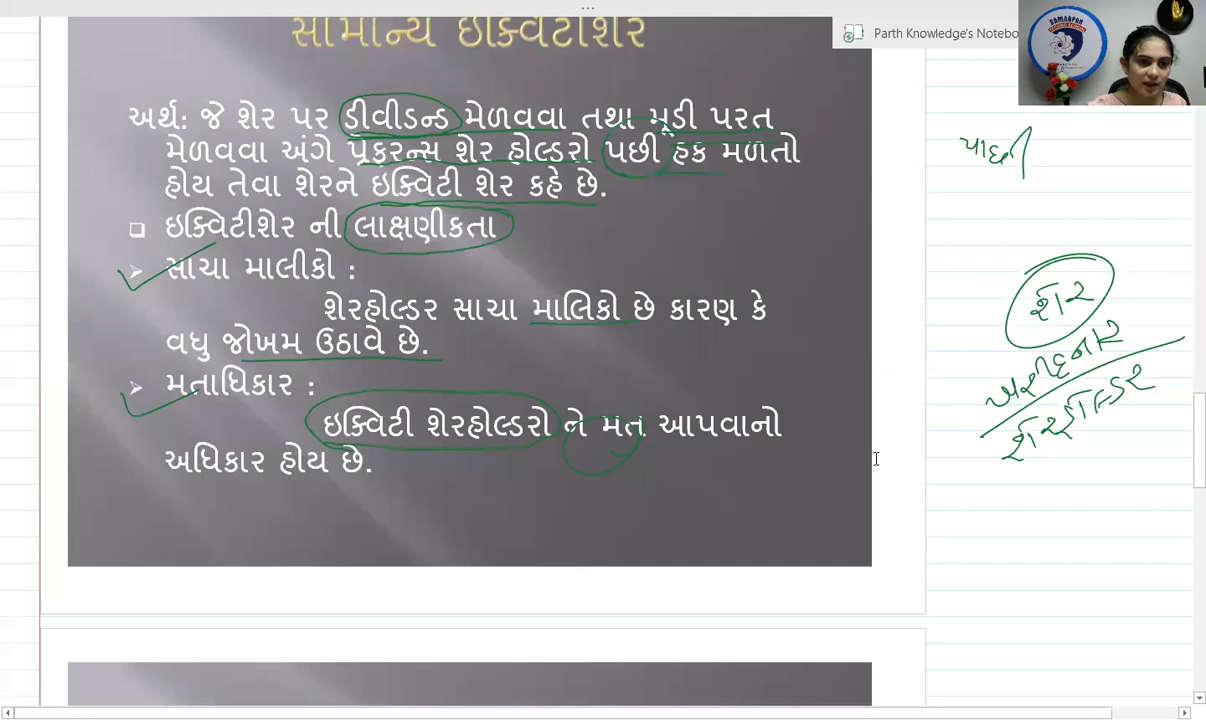 સામાન્ય ઇક્વિટીશેર
Parth Knowledge's Notebo
અર્થ: જે શેર પર ડીવીડન્ડ મેળવવા તથા મૂડી પરત
મેળવવા અંગે પ્રેફરન્સ શેર હોલ્ડરો પછી હક મળતો
હોય તેવા શેરને ઇક્વિટી શેર કહે છે.
ઇક્વિટીશેર ની લાક્ષણીકતા
સાચા માલીકો :
શેરહોલ્ડર સાચા માલિકો છે કારણ કે
વધુ જોખમ ઉઠાવે છે.
મતાધિકાર :
ઇક્વિટી શેરહોલ્ડરો ને મત આપવાનો
અધિકાર હોય છે.
શેર
ખરીદનાર
શેરહોલ્ડર